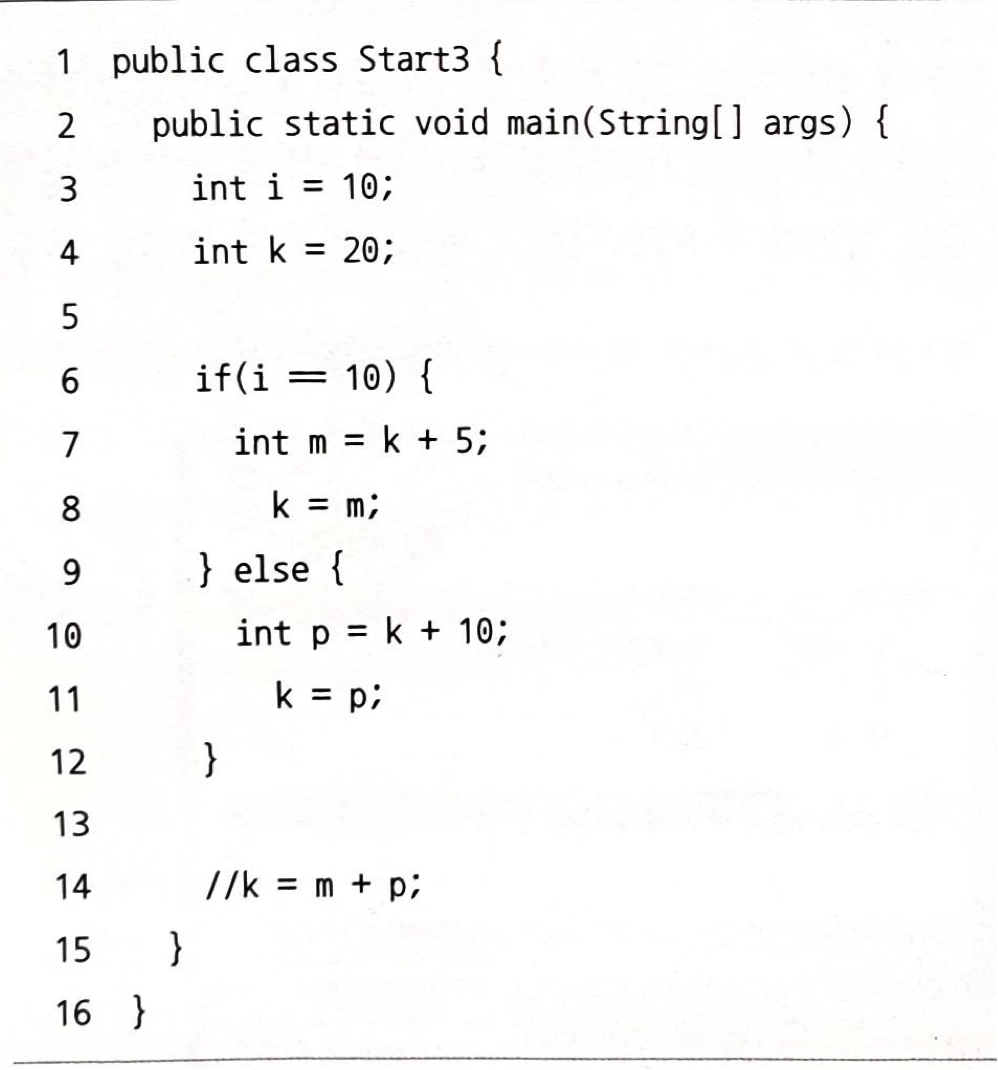 1 public class Start3 {
2 public static void main(String[] args) {
3 int i = 10;
4 int k = 20;
5
6 if(i == 10) {
7 int m = k + 5;
8 k = m;
9 } else {
10 int p = k + 10;
11 k = p;
12 }
13
14 //k = m + p;
15 }
16 }